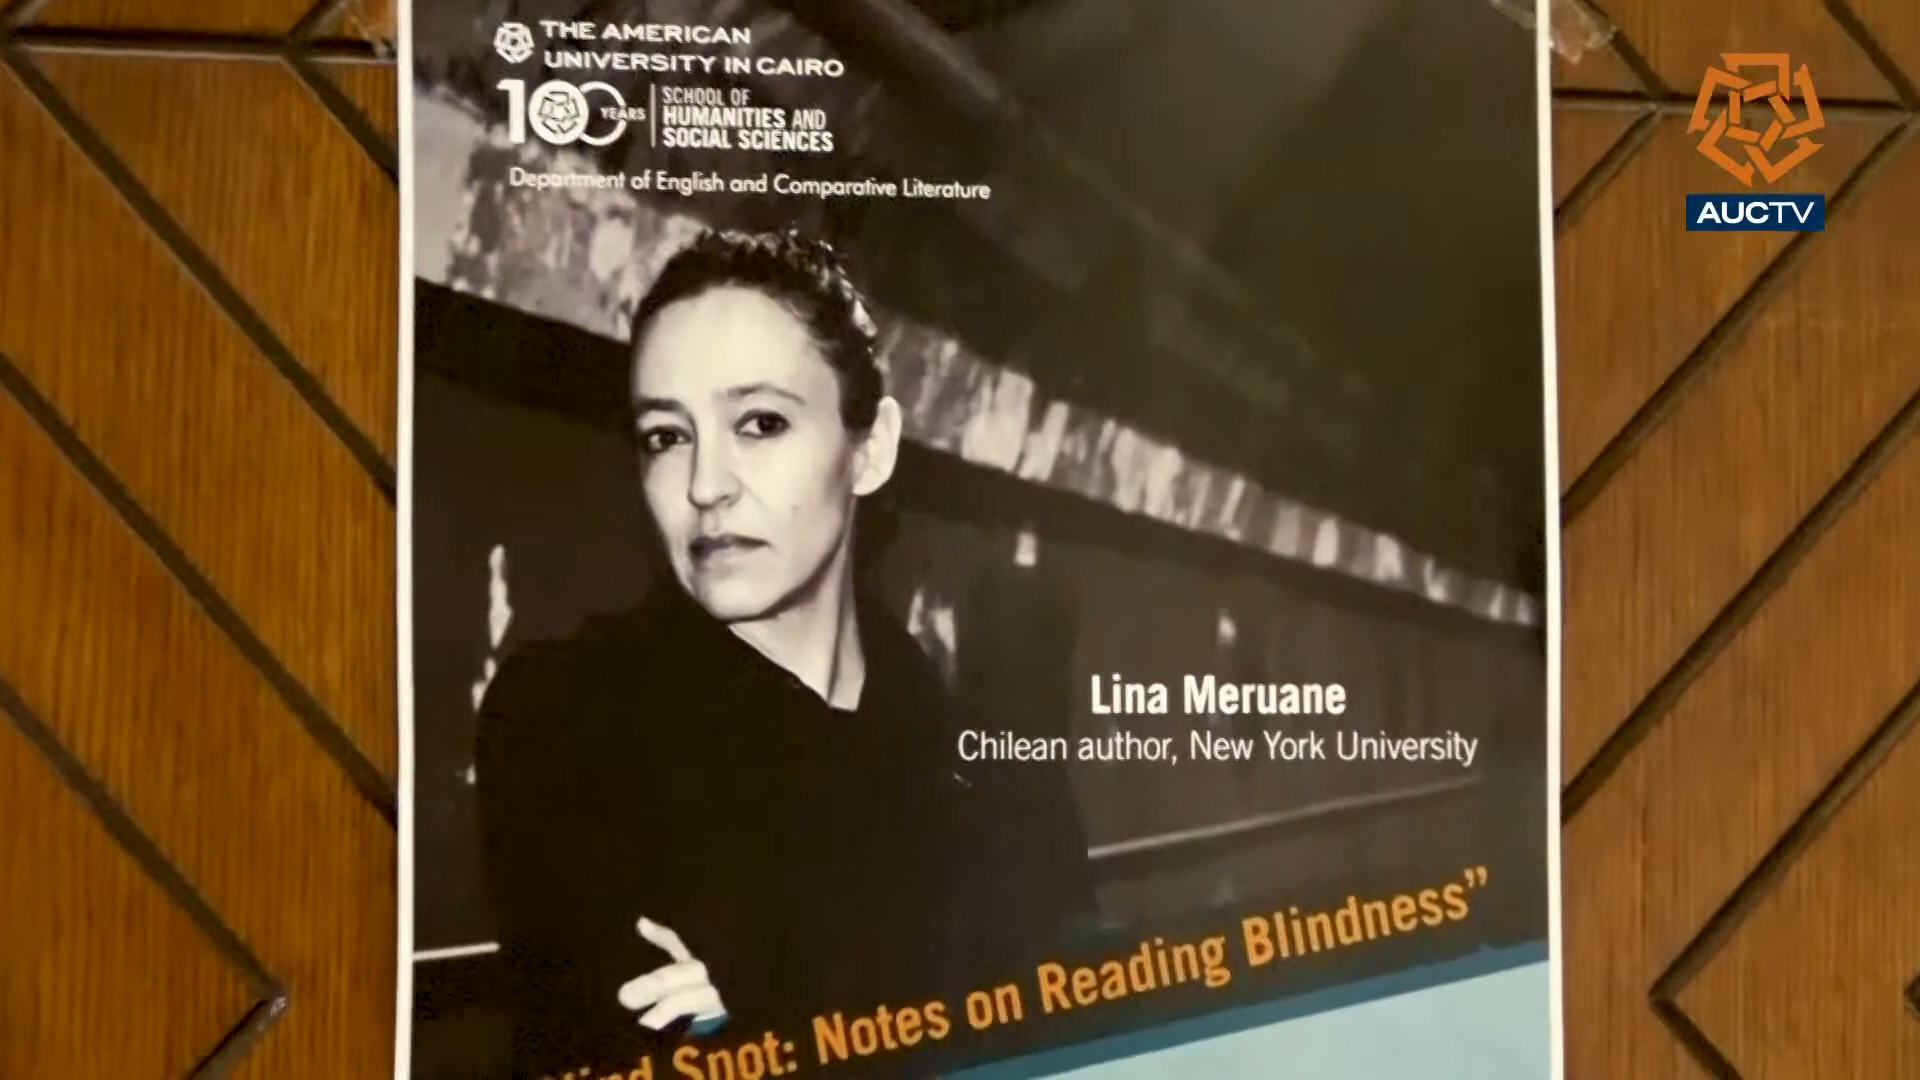 THE AMERICAN
UNIVERSITY IN CAIRO
100 YEARS
SCHOOL OF
HUMANITIES AND
SOCIAL SCIENCES
Department of English and Comparative Literature
AUCTV
Lina Meruane
Chilean author, New York University
Spot: Notes on Reading Blindness”